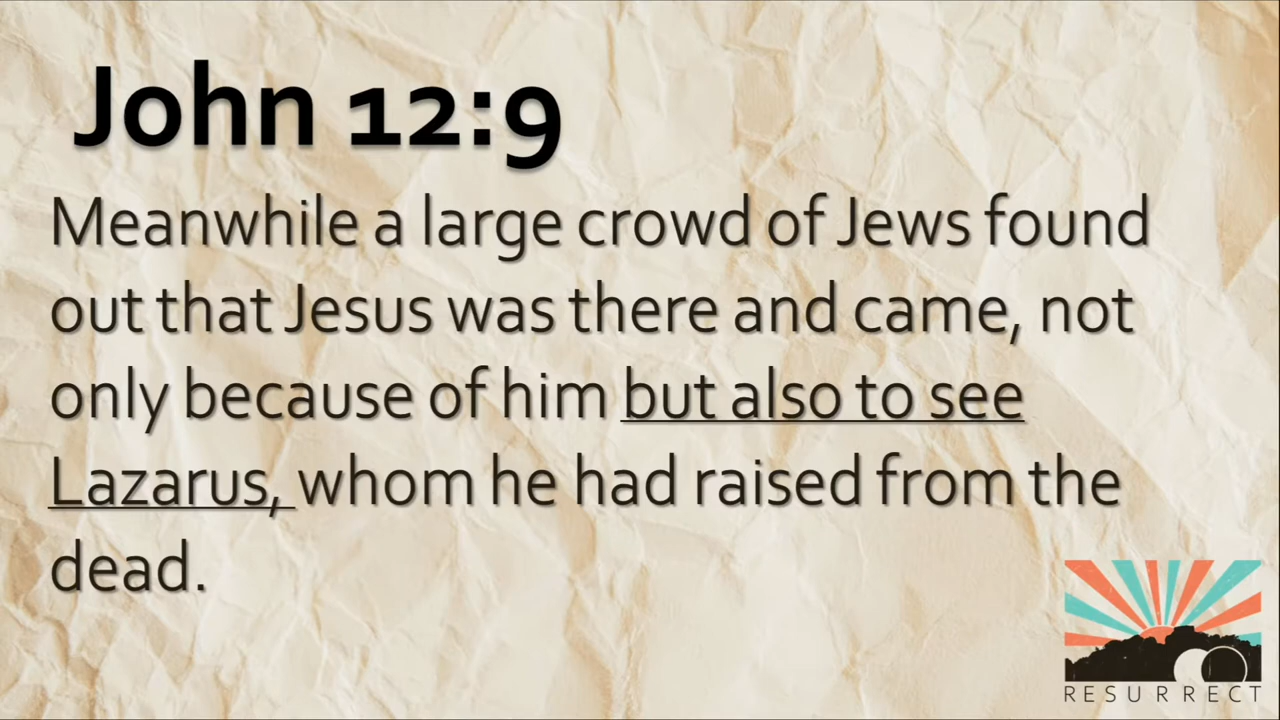 John 12:9
Meanwhile a large crowd of Jews found
out that Jesus was there and came, not
only because of him but also to see
Lazarus, whom he had raised from the
dead.
RESURRECT